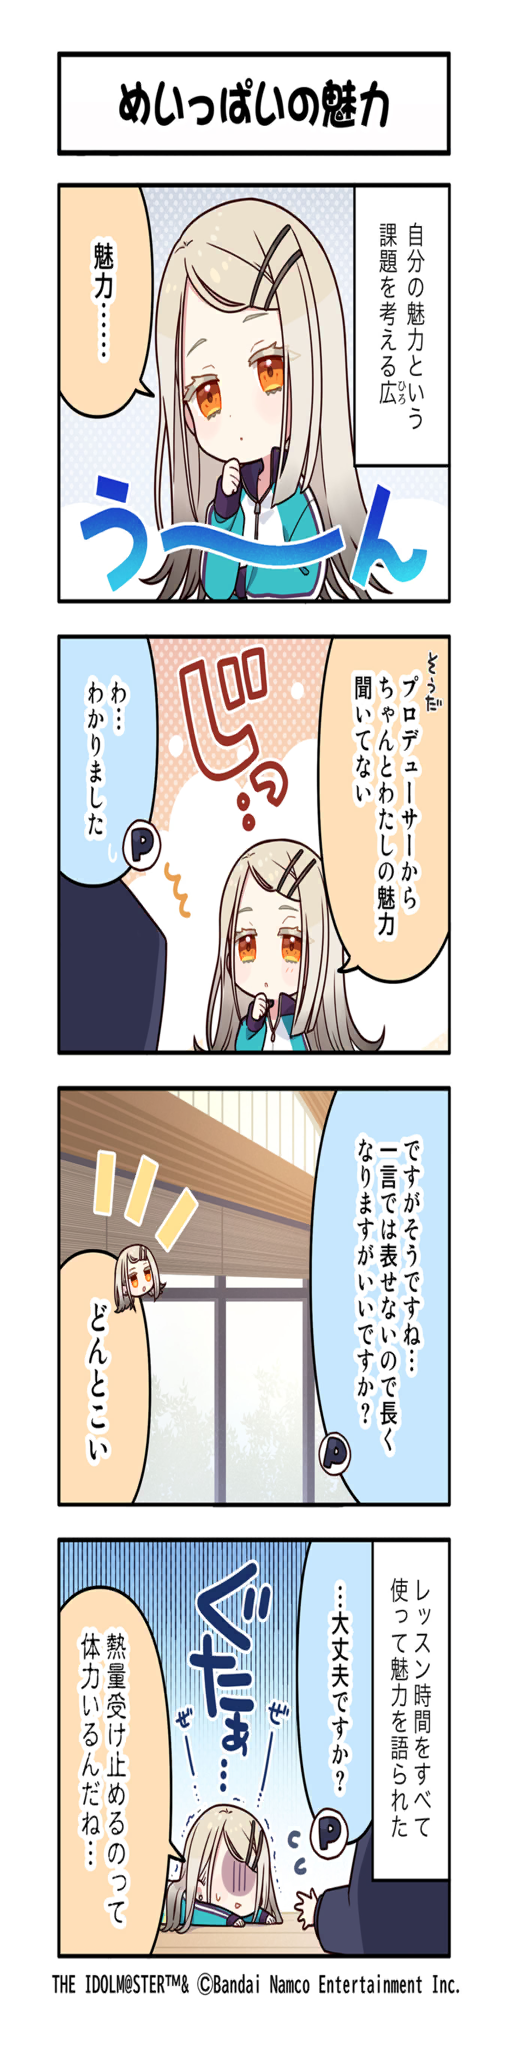 めいっぱいの魅力
自分の魅力という
課題を考える広
ひろ
魅力……
う～ん
そうだ
プロデューサーから
ちゃんとわたしの魅力
聞いてない
じっ…
わ…
わかりました
P
ですがそうですね…
一言では表せないので長く
なりますがいいですか？
P
どんとこい
レッスン時間をすべて
使って魅力を語られた
…大丈夫ですか？
P
ぐたぁ…
ぜぇ
ぜぇ
熱量受け止めるのって
体力いるんだね…
THE IDOLM@STER™& ©Bandai Namco Entertainment Inc.